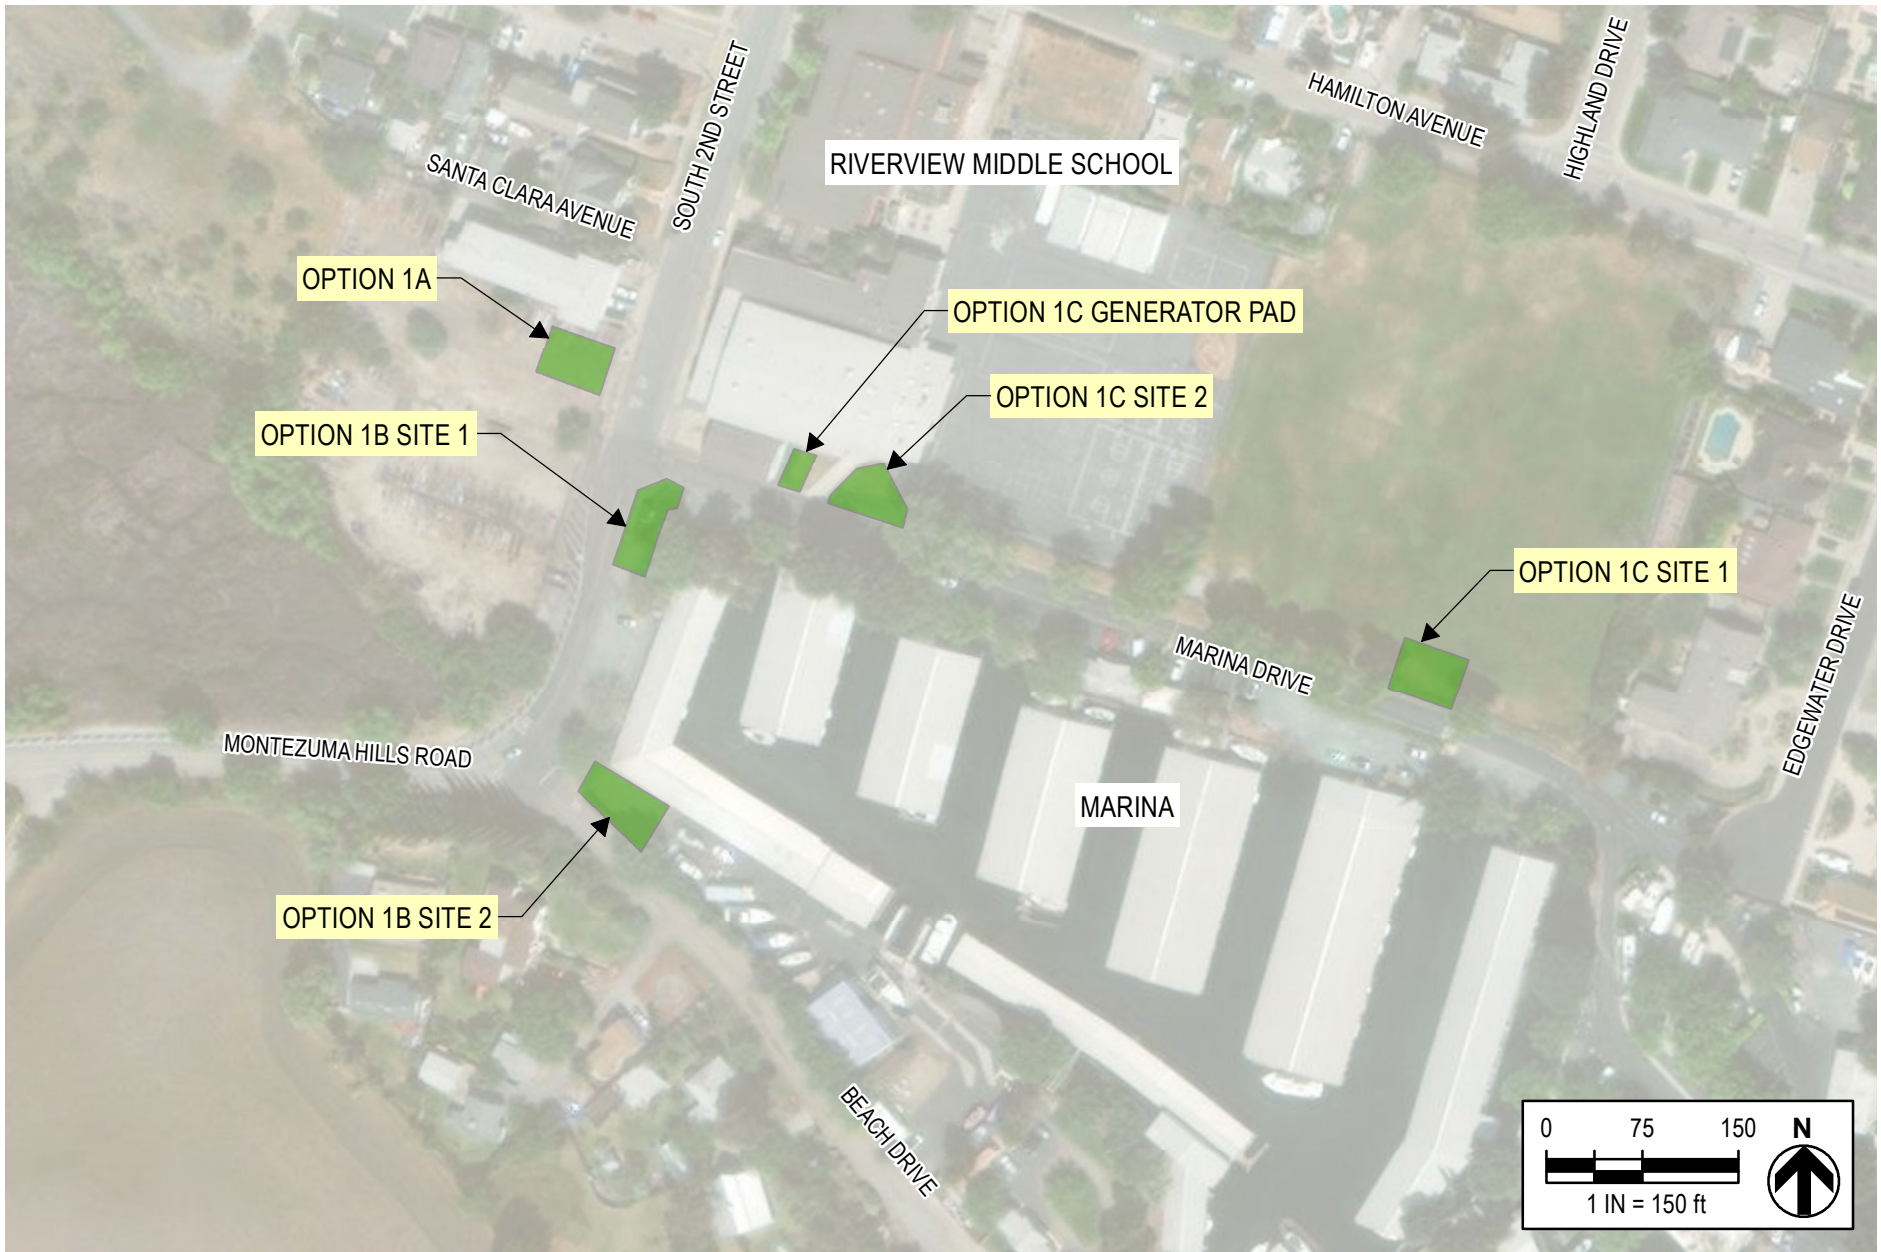 HAMILTON AVENUE
HIGHLAND DRIVE
SOUTH 2ND STREET
RIVERVIEW MIDDLE SCHOOL
SANTA CLARA AVENUE
OPTION 1A
OPTION 1C GENERATOR PAD
OPTION 1C SITE 2
OPTION 1B SITE 1
OPTION 1C SITE 1
MARINA DRIVE
EDGEWATER DRIVE
MONTEZUMA HILLS ROAD
MARINA
OPTION 1B SITE 2
BEACH DRIVE
0 75 150 N
1 IN = 150 ft